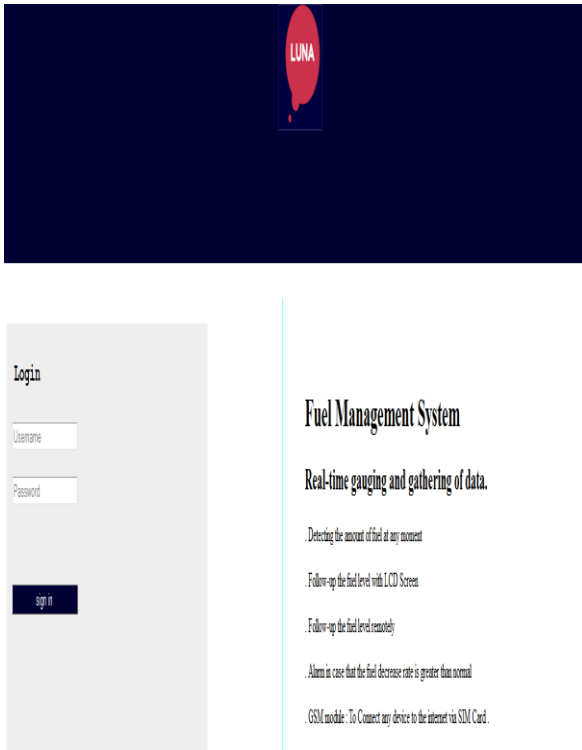 LUNA
Login
Username
Password
sign in
Fuel Management System
Real-time gauging and gathering of data.
. Detecting the amount of fuel at any moment
. Follow-up the fuel level with LCD Screen
. Follow-up the fuel level remotely
. Alarm in case that the fuel decrease rate is greater than normal
. GSM module : To Connect any device to the internet via SIM Card .